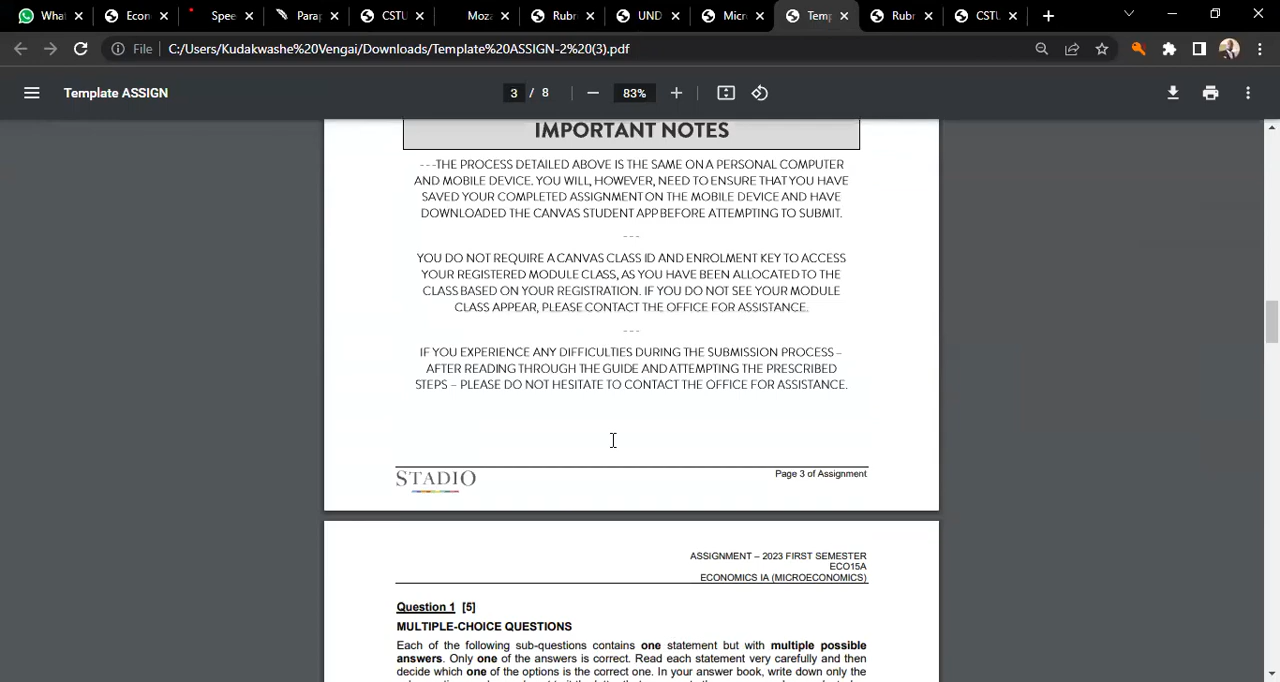 Whal
Econ
Spee
Para
CSTU
Moza
Rubr
UND
Micr
Temp
Rubr
CSTU
File
C:/Users/Kudakwashe%20Vengai/Downloads/Template%20ASSIGN-2%20(3).pdf
Template ASSIGN
3 / 8
83%
IMPORTANT NOTES
---THE PROCESS DETAILED ABOVE IS THE SAME ON A PERSONAL COMPUTER
AND MOBILE DEVICE. YOU WILL, HOWEVER, NEED TO ENSURE THAT YOU HAVE
SAVED YOUR COMPLETED ASSIGNMENT ON THE MOBILE DEVICE AND HAVE
DOWNLOADED THE CANVAS STUDENT APP BEFORE ATTEMPTING TO SUBMIT.
---
YOU DO NOT REQUIRE A CANVAS CLASS ID AND ENROLMENT KEY TO ACCESS
YOUR REGISTERED MODULE CLASS, AS YOU HAVE BEEN ALLOCATED TO THE
CLASS BASED ON YOUR REGISTRATION. IF YOU DO NOT SEE YOUR MODULE
CLASS APPEAR, PLEASE CONTACT THE OFFICE FOR ASSISTANCE.
---
IF YOU EXPERIENCE ANY DIFFICULTIES DURING THE SUBMISSION PROCESS –
AFTER READING THROUGH THE GUIDE AND ATTEMPTING THE PRESCRIBED
STEPS – PLEASE DO NOT HESITATE TO CONTACT THE OFFICE FOR ASSISTANCE.
STADIO
Page 3 of Assignment
ASSIGNMENT – 2023 FIRST SEMESTER
ECO15A
ECONOMICS IA (MICROECONOMICS)
Question 1 [5]
MULTIPLE-CHOICE QUESTIONS
Each of the following sub-questions contains one statement but with multiple possible
answers. Only one of the answers is correct. Read each statement very carefully and then
decide which one of the options is the correct one. In your answer book, write down only the